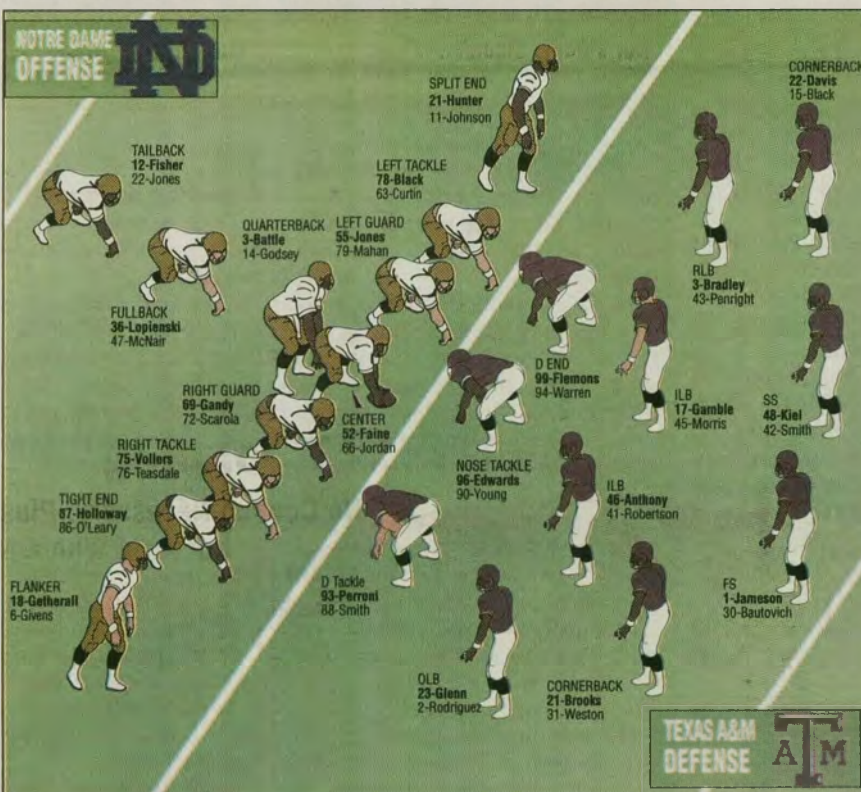 NOTRE DAME
OFFENSE
ND
SPLIT END
21-Hunter
11-Johnson
CORNERBACK
22-Davis
15-Black
TAILBACK
12-Fisher
22-Jones
LEFT TACKLE
78-Black
63-Curtin
QUARTERBACK
3-Battle
14-Godsey
LEFT GUARD
55-Jones
79-Mahan
RLB
3-Bradley
43-Penright
FULLBACK
36-Lopienski
47-McNair
D END
99-Flemons
94-Warren
ILB
17-Gamble
45-Morris
SS
48-Kiel
42-Smith
RIGHT GUARD
69-Gandy
72-Scarola
CENTER
52-Faine
66-Jordan
RIGHT TACKLE
75-Vollers
76-Teasdale
NOSE TACKLE
96-Edwards
90-Young
ILB
46-Anthony
41-Robertson
TIGHT END
87-Holloway
86-O'Leary
FLANKER
18-Getherall
6-Givens
D Tackle
93-Perroni
88-Smith
FS
1-Jameson
30-Bautovich
OLB
23-Glenn
2-Rodriguez
CORNERBACK
21-Brooks
31-Weston
TEXAS A&M
DEFENSE
ATM